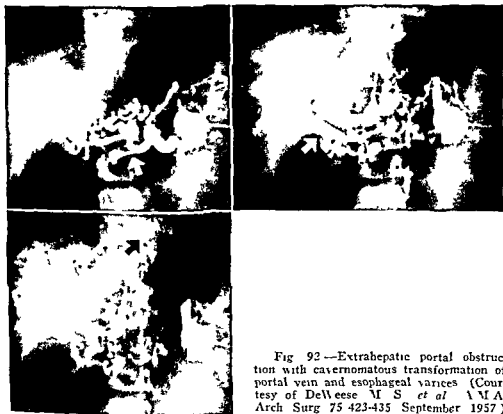 Fig 92—Extrahepatic portal obstruc
tion with cavernomatous transformation of
portal vein and esophageal varices (Cour
tesy of DeWeese M S et al A M A
Arch Surg 75 423-435 September 1957)